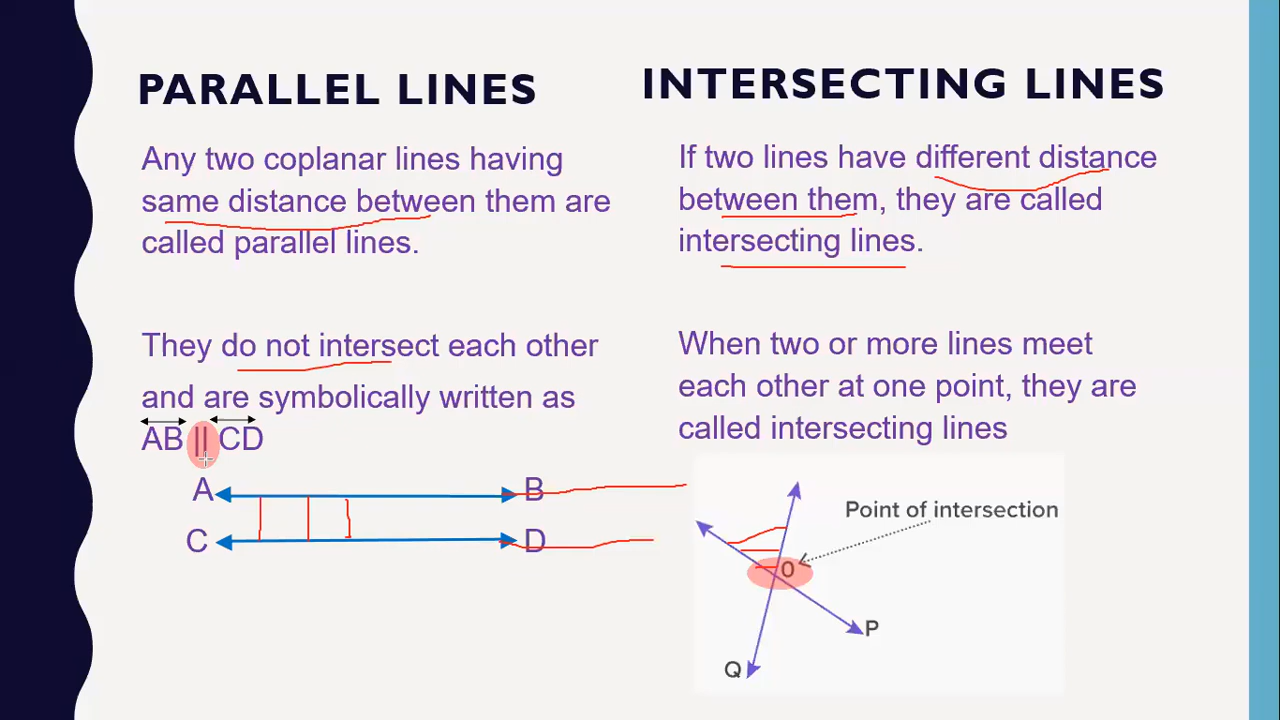 PARALLEL LINES
Any two coplanar lines having
same distance between them are
called parallel lines.
They do not intersect each other
and are symbolically written as
AB || CD
A B
C D
INTERSECTING LINES
If two lines have different distance
between them, they are called
intersecting lines.
When two or more lines meet
each other at one point, they are
called intersecting lines
Point of intersection
O
P
Q